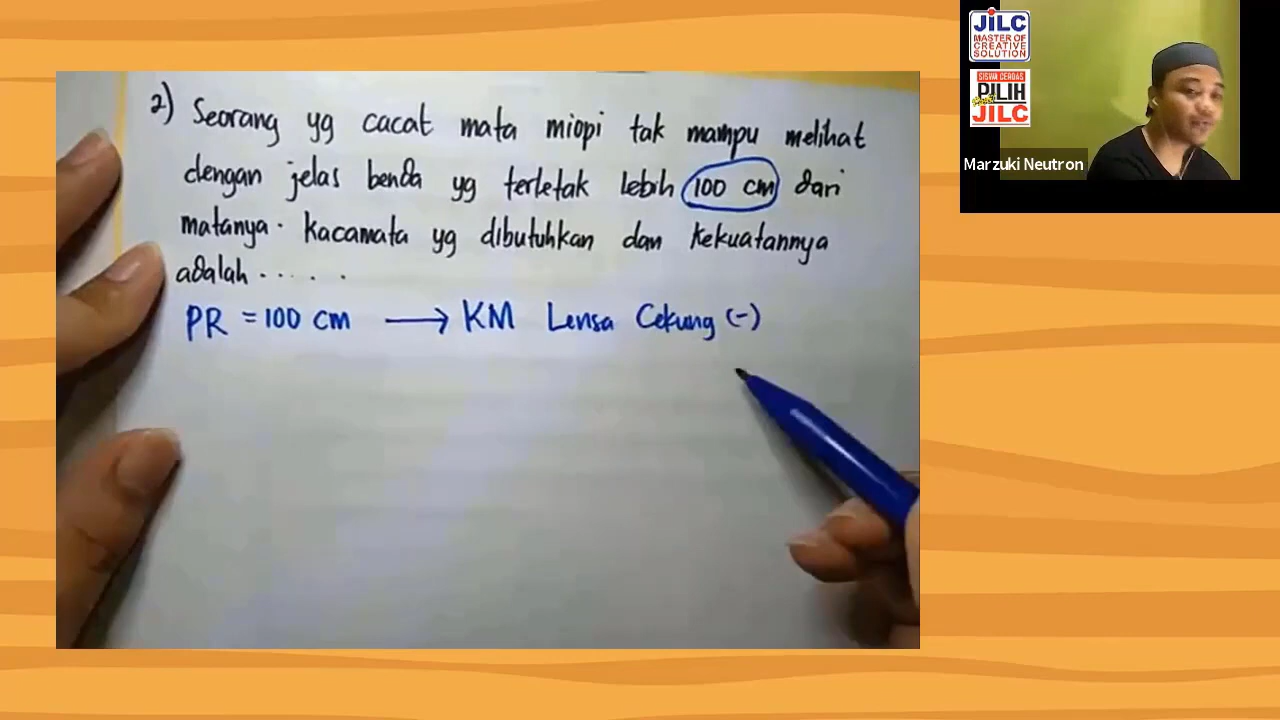 2) Seorang yg cacat mata miopi tak mampu melihat
dengan jelas benda yg terletak lebih 100 cm dari
matanya. Kacamata yg dibutuhkan dan kekuatannya
adalah . . . . .
PR = 100 cm → KM Lensa Cekung (-)
JiLC
MASTER OF
CREATIVE
SOLUTION
SISWA CERDAS
PILIH
JILC
Marzuki Neutron